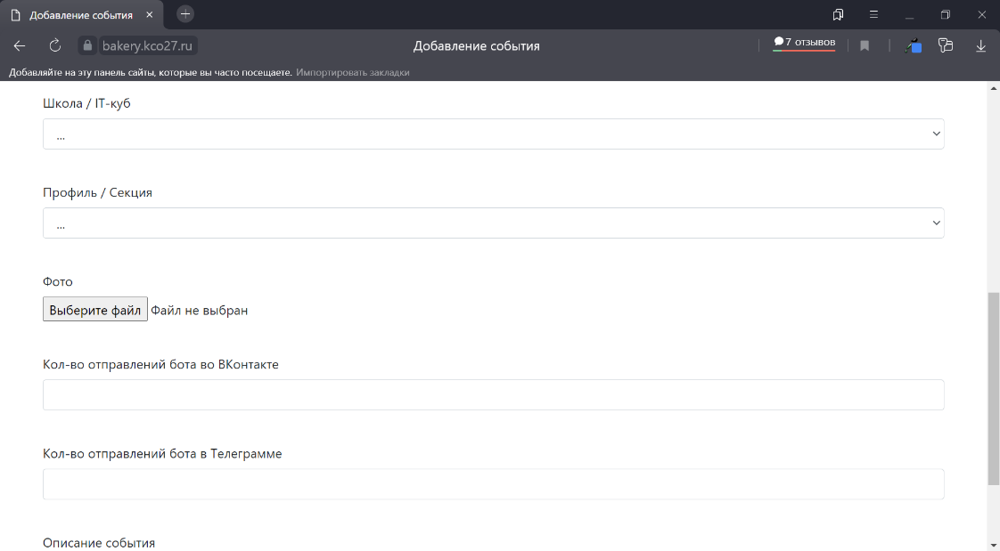 Добавление события
bakery.kco27.ru
Добавление события
7 отзывов
Добавляйте на эту панель сайты, которые вы часто посещаете. Импортировать закладки
Школа / IT-куб
...
Профиль / Секция
...
Фото
Выберите файл Файл не выбран
Кол-во отправлений бота во ВКонтакте
Кол-во отправлений бота в Телеграмме
Описание события